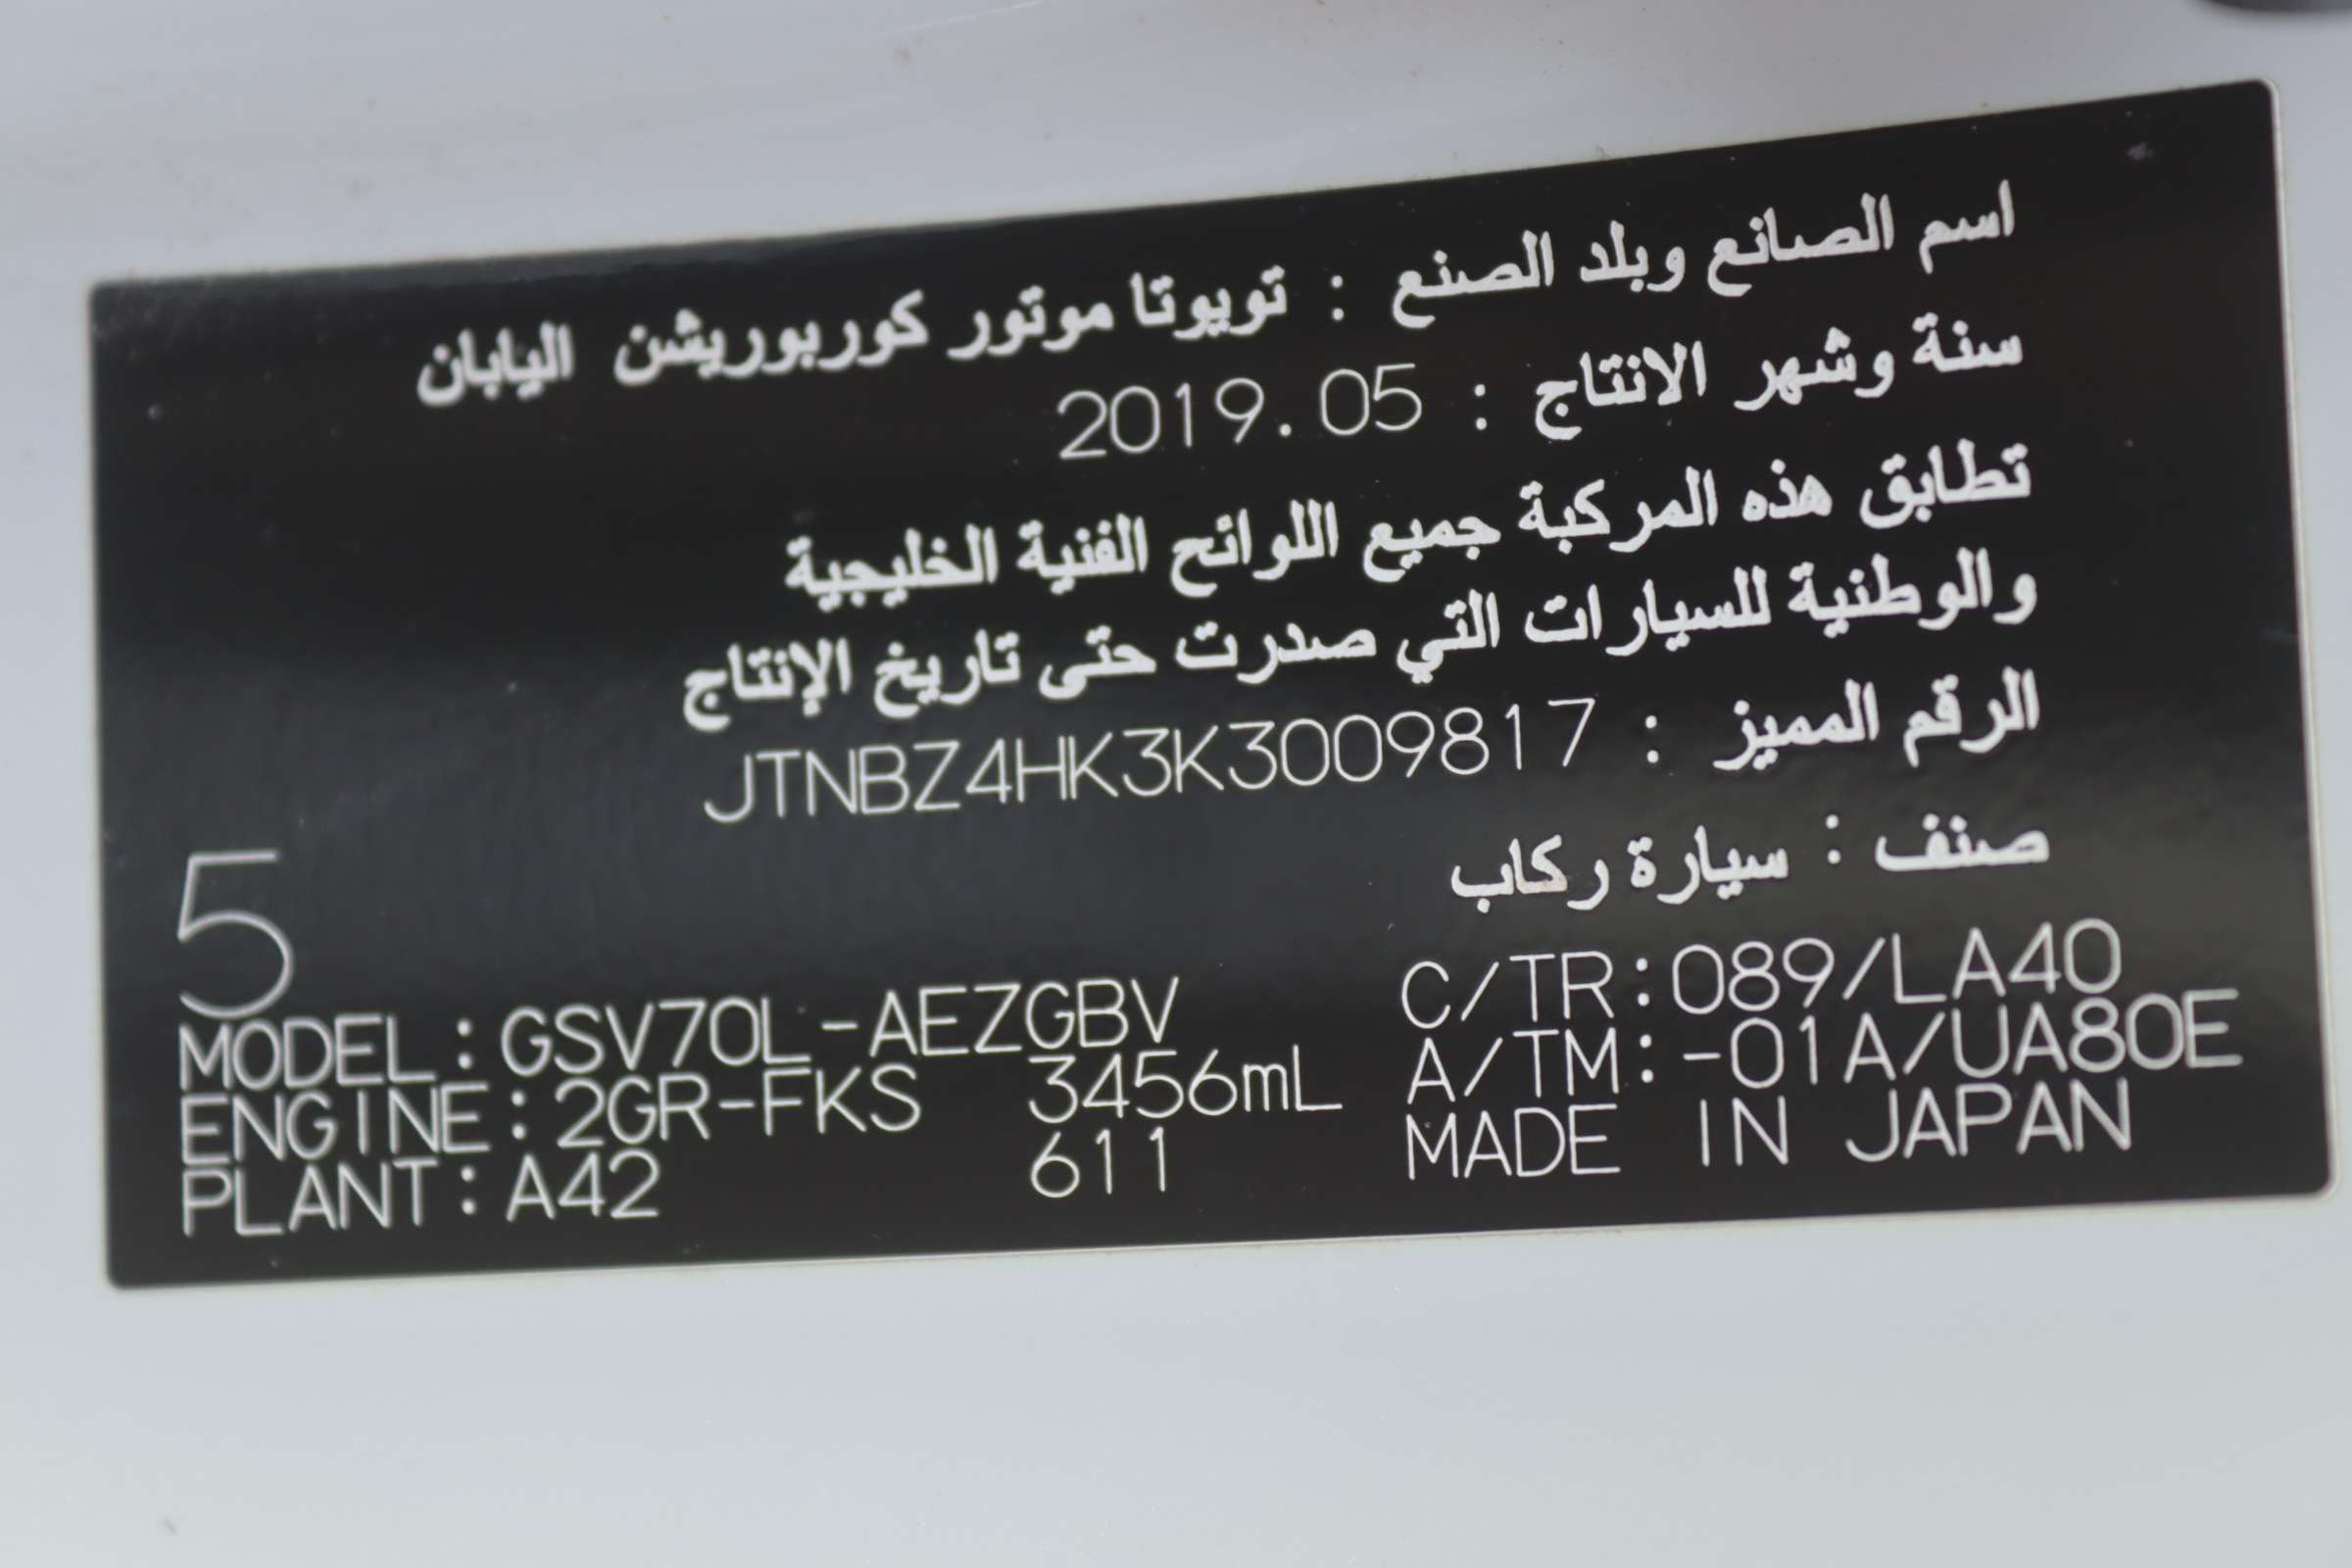 اسم الصانع وبلد الصنع : تويوتا موتور كوربوريشن اليابان
سنة وشهر الانتاج : 2019.05
تطابق هذه المركبة جميع اللوائح الفنية الخليجية
والوطنية للسيارات التي صدرت حتى تاريخ الإنتاج
الرقم المميز : JTNBZ4HK3K3009817
صنف : سيارة ركاب
5
MODEL:GSV70L-AEZGBV C/TR:089/LA40
ENGINE:2GR-FKS 3456mL A/TM:-01A/UA80E
PLANT:A42 611 MADE IN JAPAN